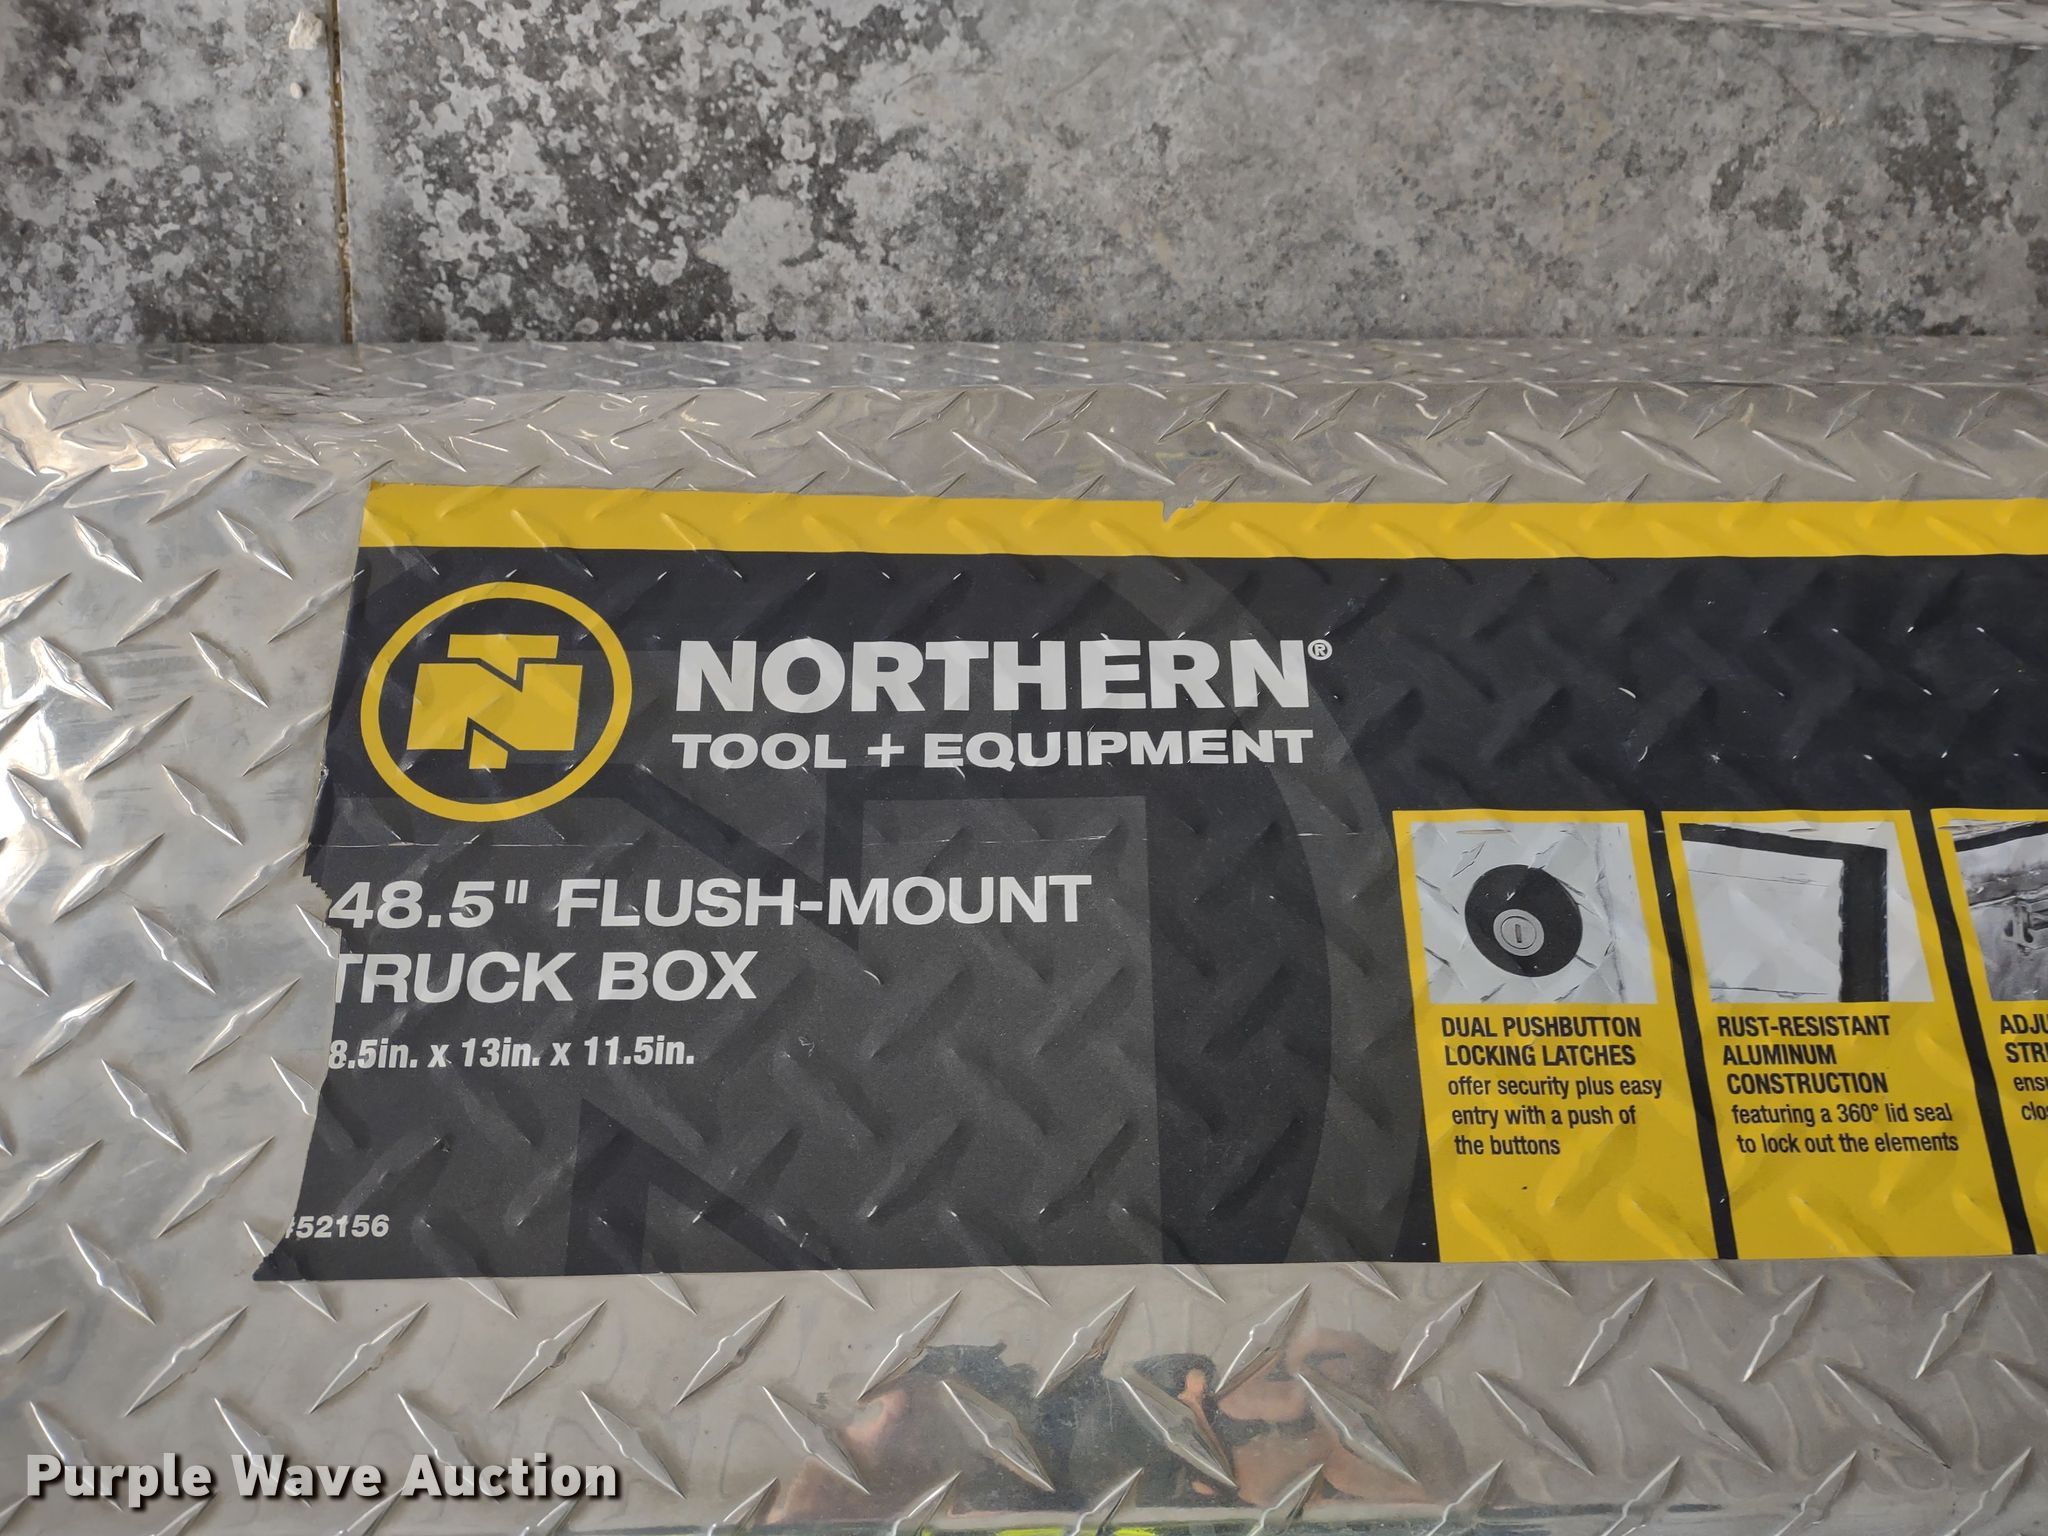 NORTHERN®
TOOL + EQUIPMENT
48.5" FLUSH-MOUNT
TRUCK BOX
8.5in. x 13in. x 11.5in.
#52156
DUAL PUSHBUTTON
LOCKING LATCHES
offer security plus easy
entry with a push of
the buttons
RUST-RESISTANT
ALUMINUM
CONSTRUCTION
featuring a 360° lid seal
to lock out the elements
Purple Wave Auction